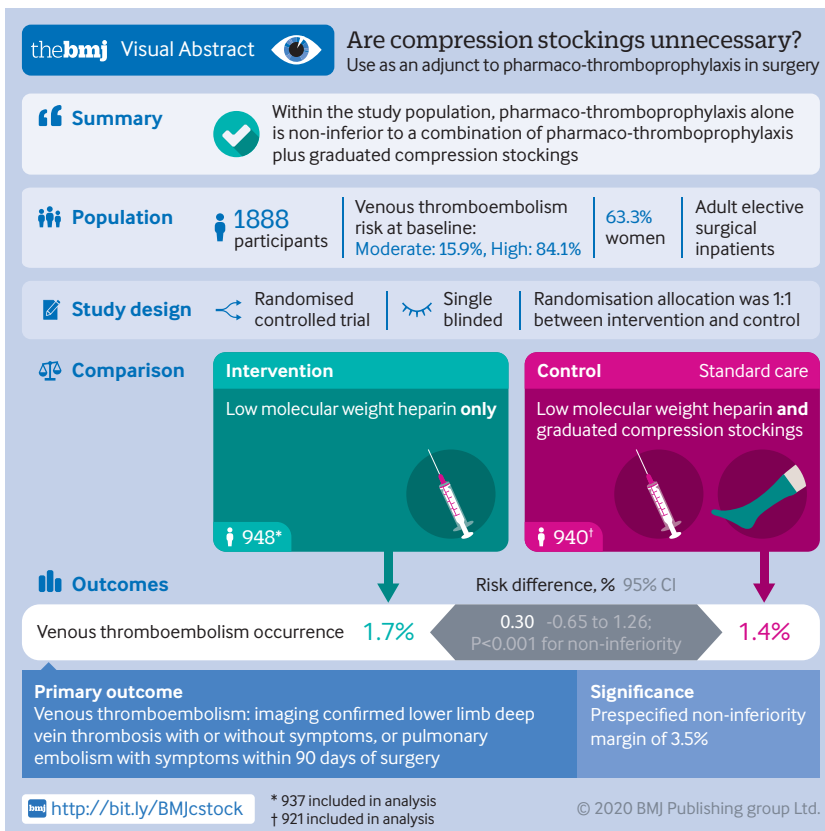 thebmj Visual Abstract
Are compression stockings unnecessary?
Use as an adjunct to pharmaco-thromboprophylaxis in surgery
Summary
Within the study population, pharmaco-thromboprophylaxis alone
is non-inferior to a combination of pharmaco-thromboprophylaxis
plus graduated compression stockings
Population
1888
participants
Venous thromboembolism
risk at baseline:
Moderate: 15.9%, High: 84.1%
63.3%
women
Adult elective
surgical
inpatients
Study design
Randomised
controlled trial
Single
blinded
Randomisation allocation was 1:1
between intervention and control
Comparison
Intervention
Low molecular weight heparin only
948*
Control Standard care
Low molecular weight heparin and
graduated compression stockings
940†
Outcomes
Risk difference, % 95% CI
Venous thromboembolism occurrence
1.7%
0.30 -0.65 to 1.26;
P<0.001 for non-inferiority
1.4%
Primary outcome
Venous thromboembolism: imaging confirmed lower limb deep
vein thrombosis with or without symptoms, or pulmonary
embolism with symptoms within 90 days of surgery
Significance
Prespecified non-inferiority
margin of 3.5%
bmj http://bit.ly/BMJcstock
* 937 included in analysis
† 921 included in analysis
© 2020 BMJ Publishing group Ltd.